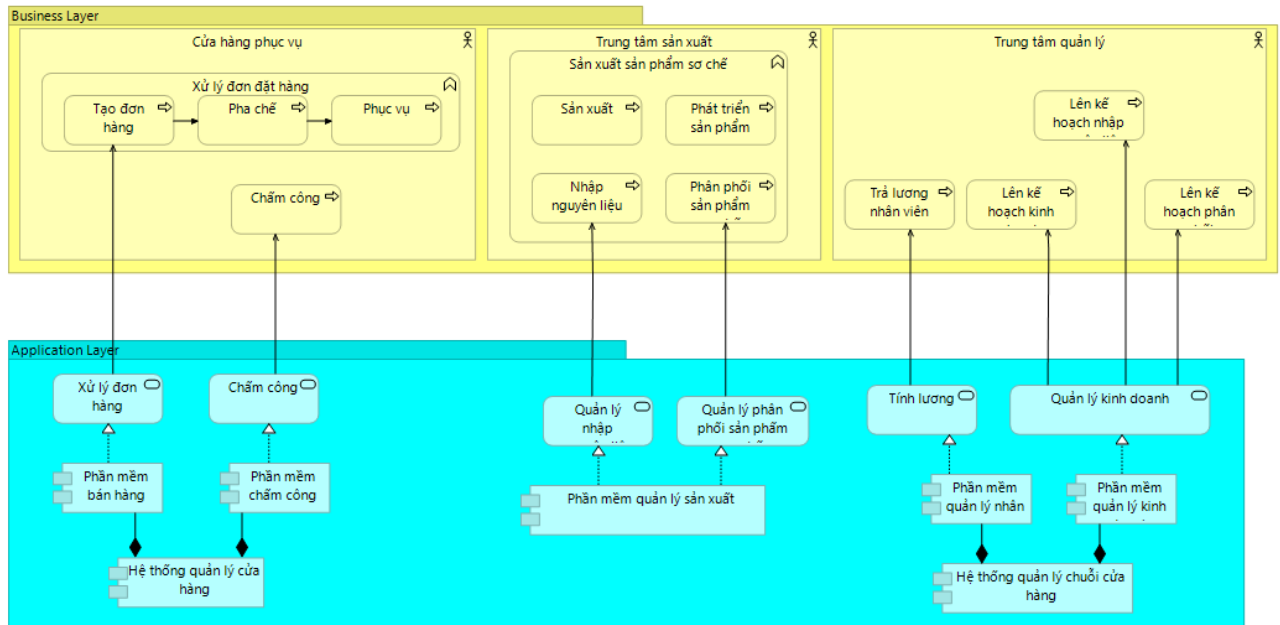 Business Layer
Cửa hàng phục vụ
Trung tâm sản xuất
Trung tâm quản lý
Xử lý đơn đặt hàng
Sản xuất sản phẩm sơ chế
Tạo đơn
hàng
Pha chế
Phục vụ
Sản xuất
Phát triển
sản phẩm
Lên kế
hoạch nhập
Chấm công
Nhập
nguyên liệu
Phân phối
sản phẩm
Trả lương
nhân viên
Lên kế
hoạch kinh
Lên kế
hoạch phân
Application Layer
Xử lý đơn
hàng
Chấm công
Quản lý
nhập
Quản lý phân
phối sản phẩm
Tính lương
Quản lý kinh doanh
Phần mềm
bán hàng
Phần mềm
chấm công
Phần mềm quản lý sản xuất
Phần mềm
quản lý nhân
Phần mềm
quản lý kinh
Hệ thống quản lý cửa
hàng
Hệ thống quản lý chuỗi cửa
hàng